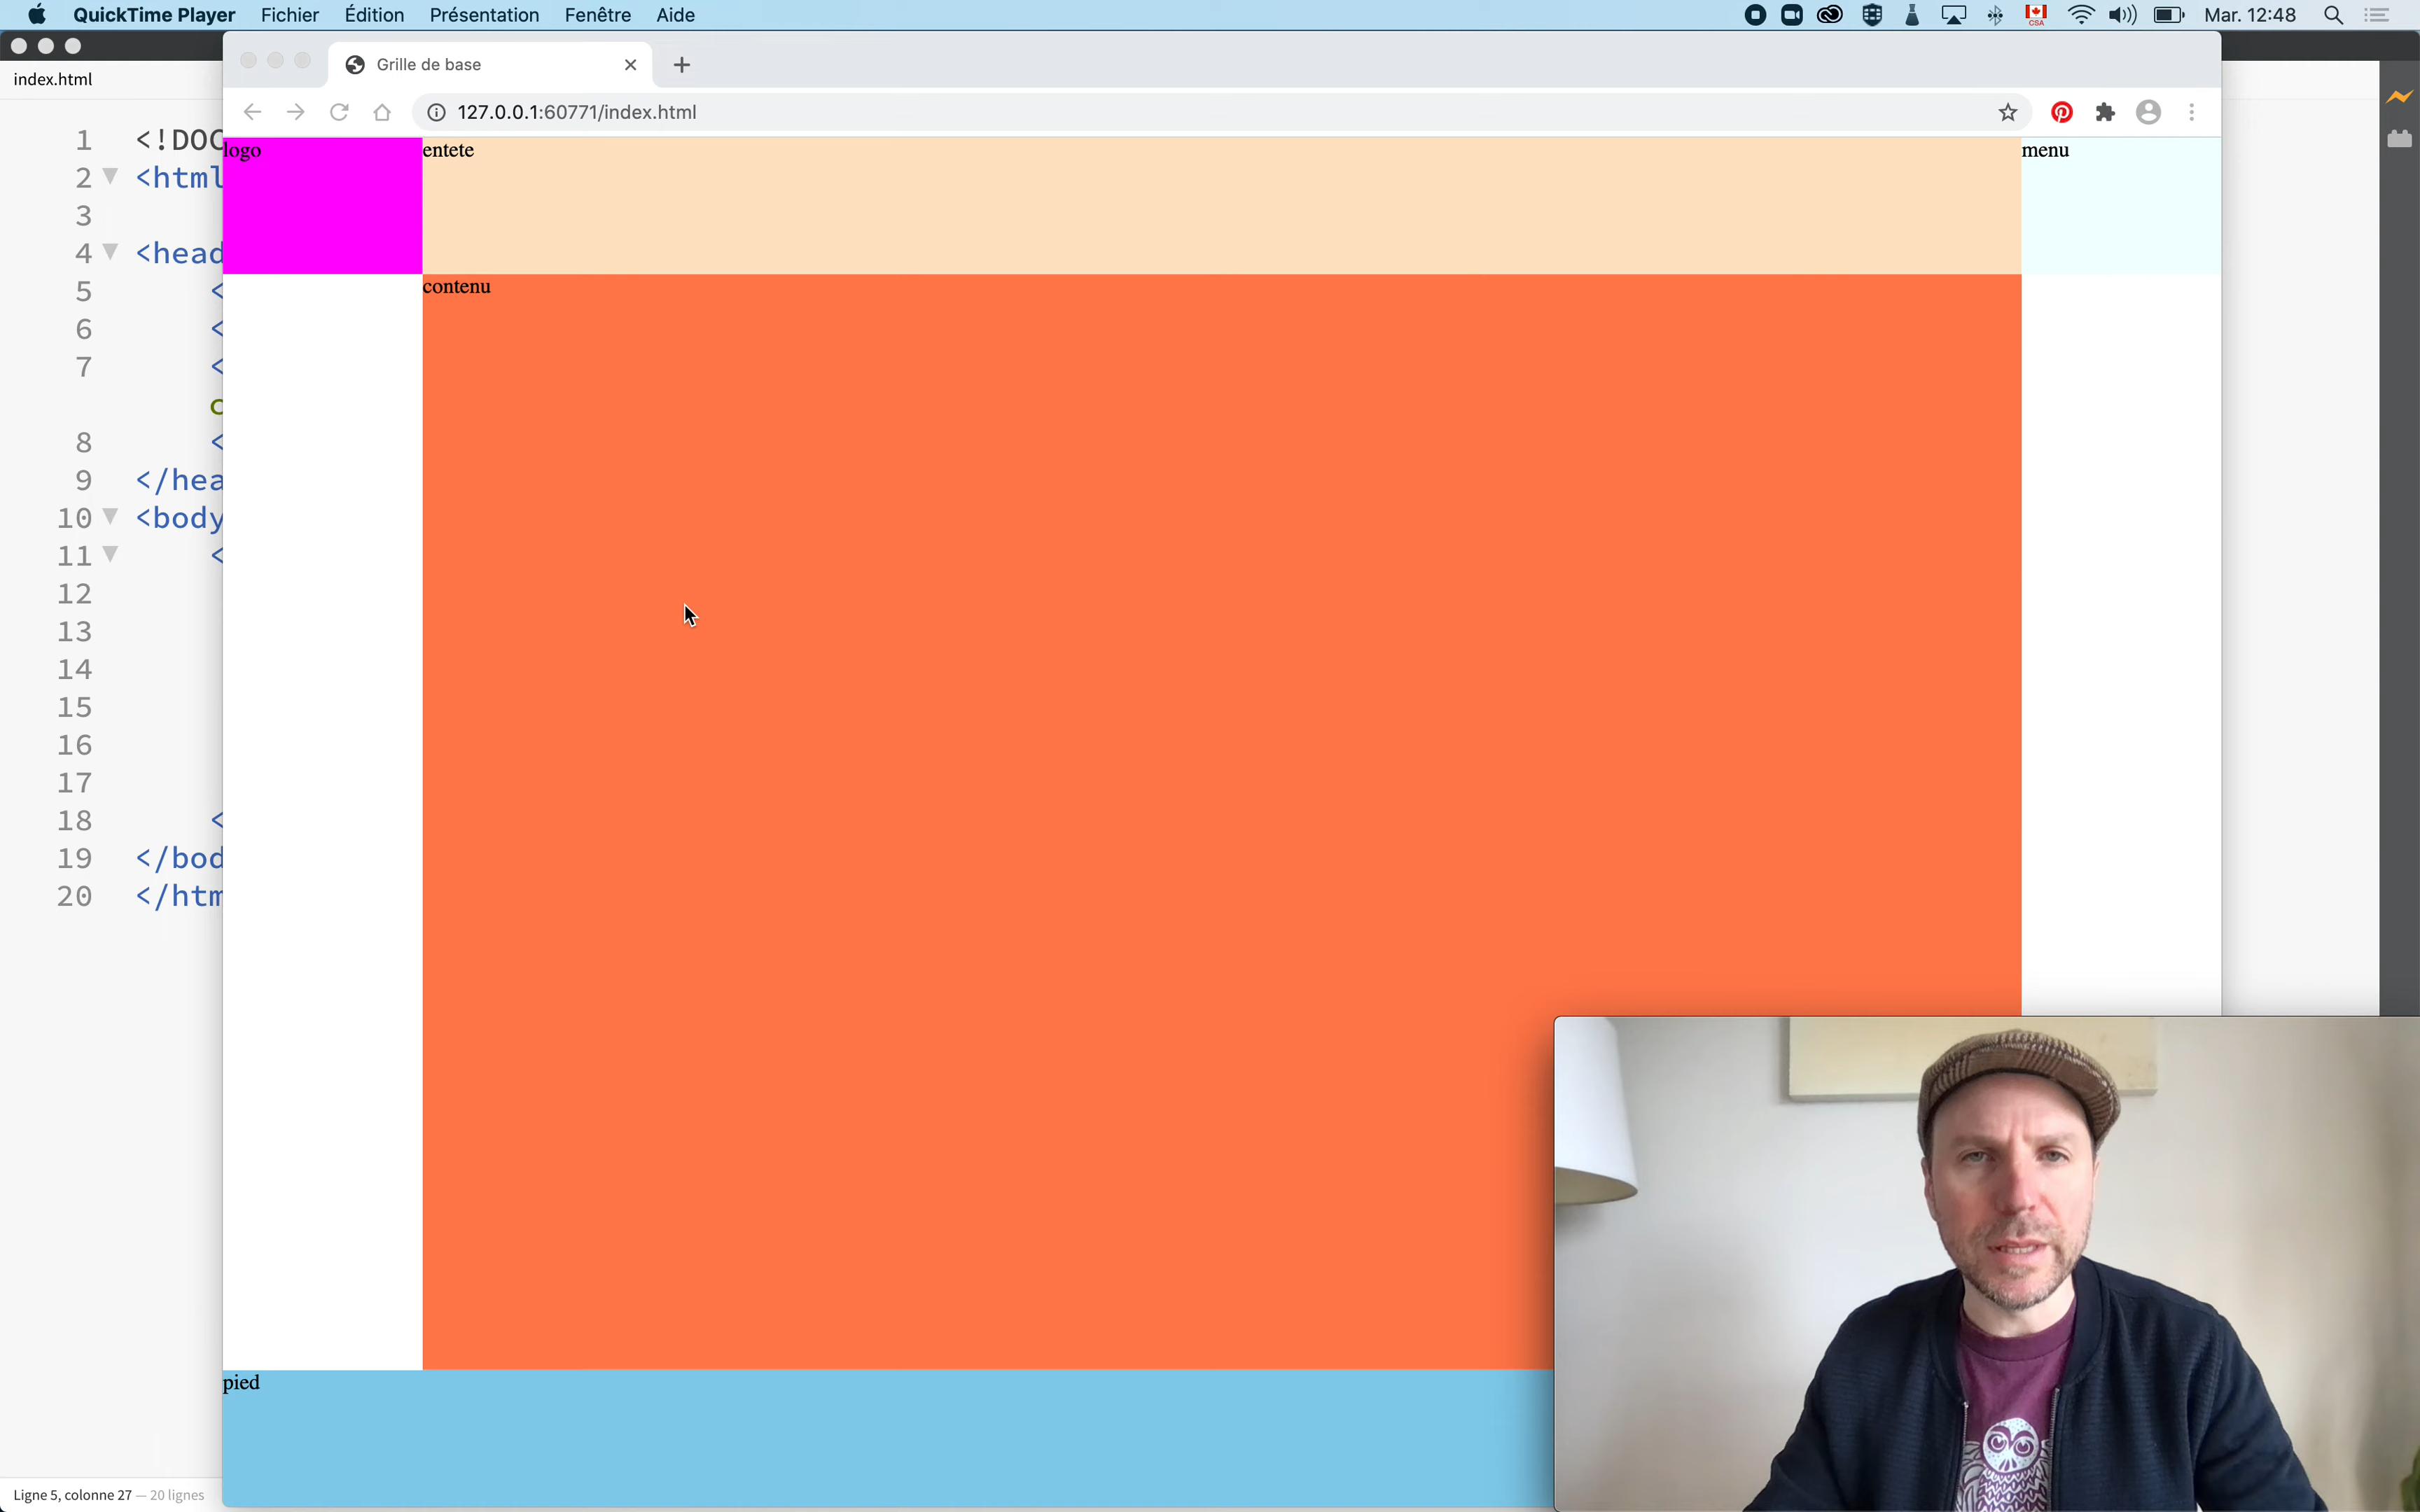 QuickTime Player Fichier Édition Présentation Fenêtre Aide
CSA
Mar. 12:48
index.html
Grille de base
127.0.0.1:60771/index.html
1 <!DOC
2 <html
3
4 <head
5 <
6 <
7 <
8 <
9 </hea
10 <body
11 <
12
13
14
15
16
17
18 <
19 </bod
20 </htm
logo
entete
menu
contenu
pied
Ligne 5, colonne 27 — 20 lignes